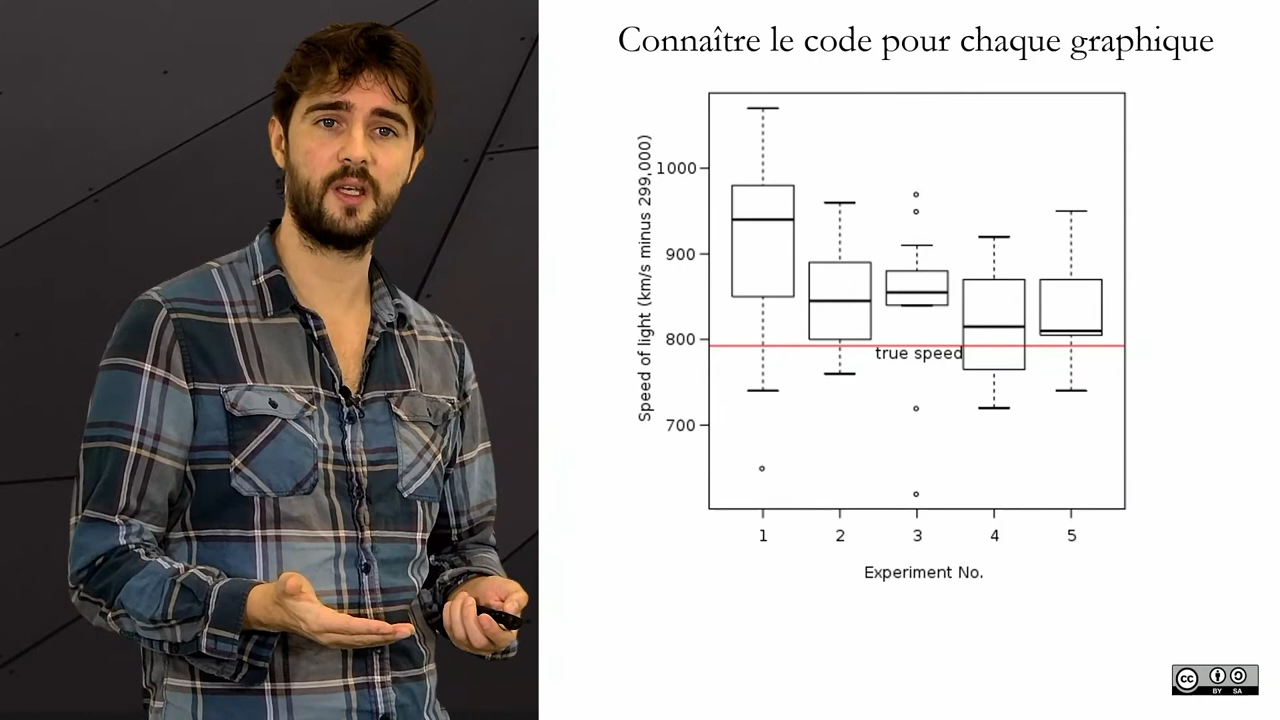 Connaître le code pour chaque graphique
Speed of light (km/s minus 299,000)
1000
900
800
700
true speed
1 2 3 4 5
Experiment No.
cc
BY SA